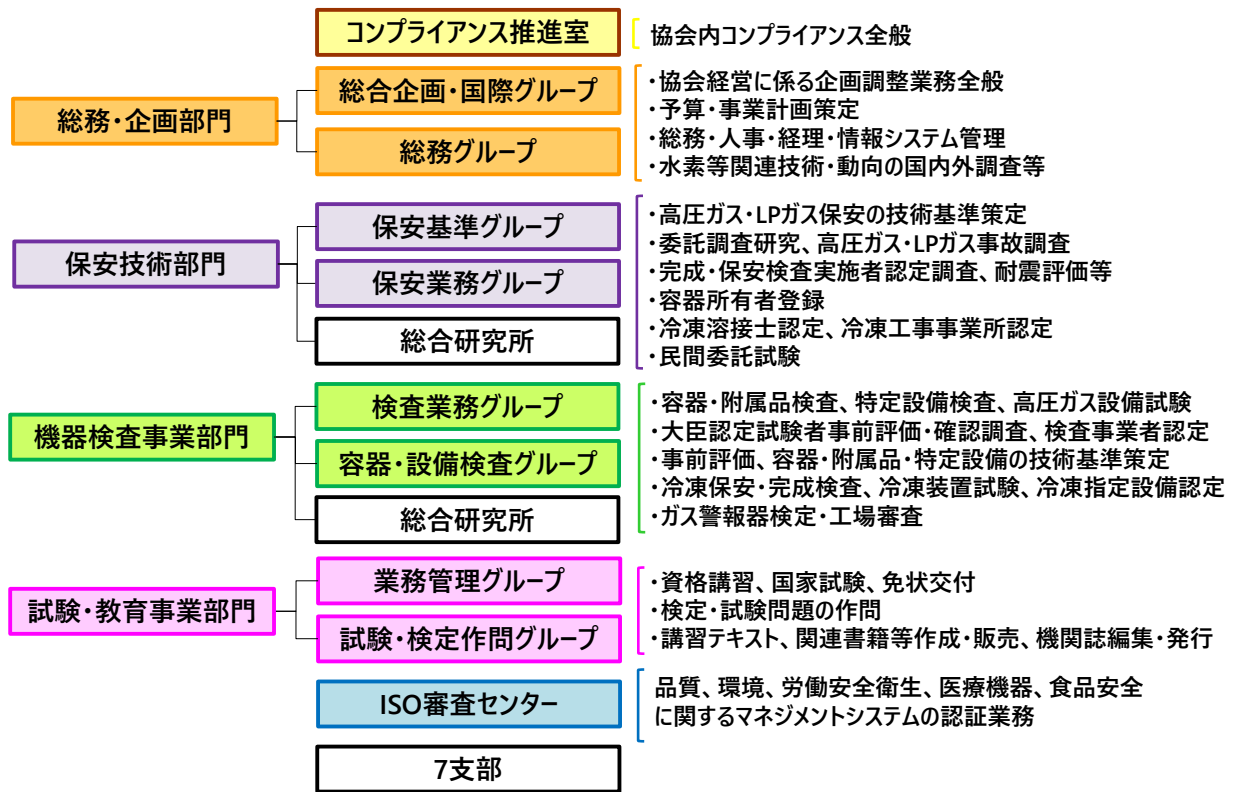 コンプライアンス推進室
協会内コンプライアンス全般
総務・企画部門
総合企画・国際グループ
総務グループ
・協会経営に係る企画調整業務全般
・予算・事業計画策定
・総務・人事・経理・情報システム管理
・水素等関連技術・動向の国内外調査等
保安技術部門
保安基準グループ
保安業務グループ
総合研究所
・高圧ガス・LPガス保安の技術基準策定
・委託調査研究、高圧ガス・LPガス事故調査
・完成・保安検査実施者認定調査、耐震評価等
・容器所有者登録
・冷凍溶接士認定、冷凍工事事業所認定
・民間委託試験
機器検査事業部門
検査業務グループ
容器・設備検査グループ
総合研究所
・容器・附属品検査、特定設備検査、高圧ガス設備試験
・大臣認定試験者事前評価・確認調査、検査事業者認定
・事前評価、容器・附属品・特定設備の技術基準策定
・冷凍保安・完成検査、冷凍装置試験、冷凍指定設備認定
・ガス警報器検定・工場審査
試験・教育事業部門
業務管理グループ
試験・検定作問グループ
・資格講習、国家試験、免状交付
・検定・試験問題の作問
・講習テキスト、関連書籍等作成・販売、機関誌編集・発行
ISO審査センター
品質、環境、労働安全衛生、医療機器、食品安全
に関するマネジメントシステムの認証業務
7支部